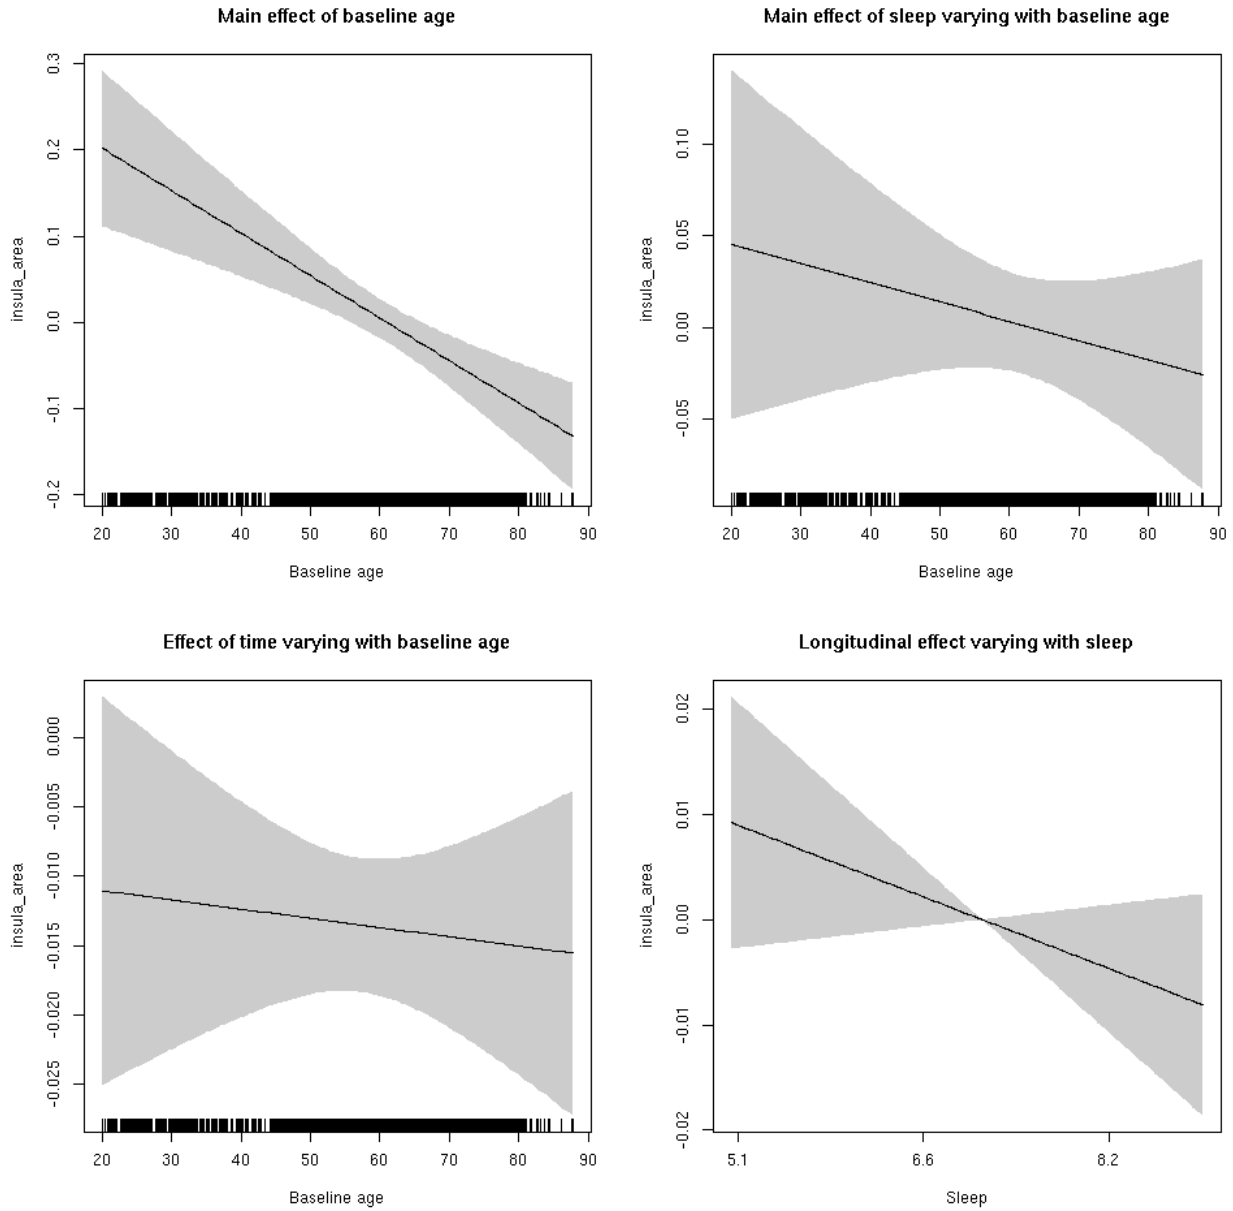 Main effect of baseline age
insula_area
0.3
0.2
0.1
0.0
-0.1
-0.2
20 30 40 50 60 70 80 90
Baseline age
Main effect of sleep varying with baseline age
insula_area
0.10
0.05
0.00
-0.05
20 30 40 50 60 70 80 90
Baseline age
Effect of time varying with baseline age
insula_area
0.000
-0.005
-0.010
-0.015
-0.020
-0.025
20 30 40 50 60 70 80 90
Baseline age
Longitudinal effect varying with sleep
insula_area
0.02
0.01
0.00
-0.01
-0.02
5.1 6.6 8.2
Sleep